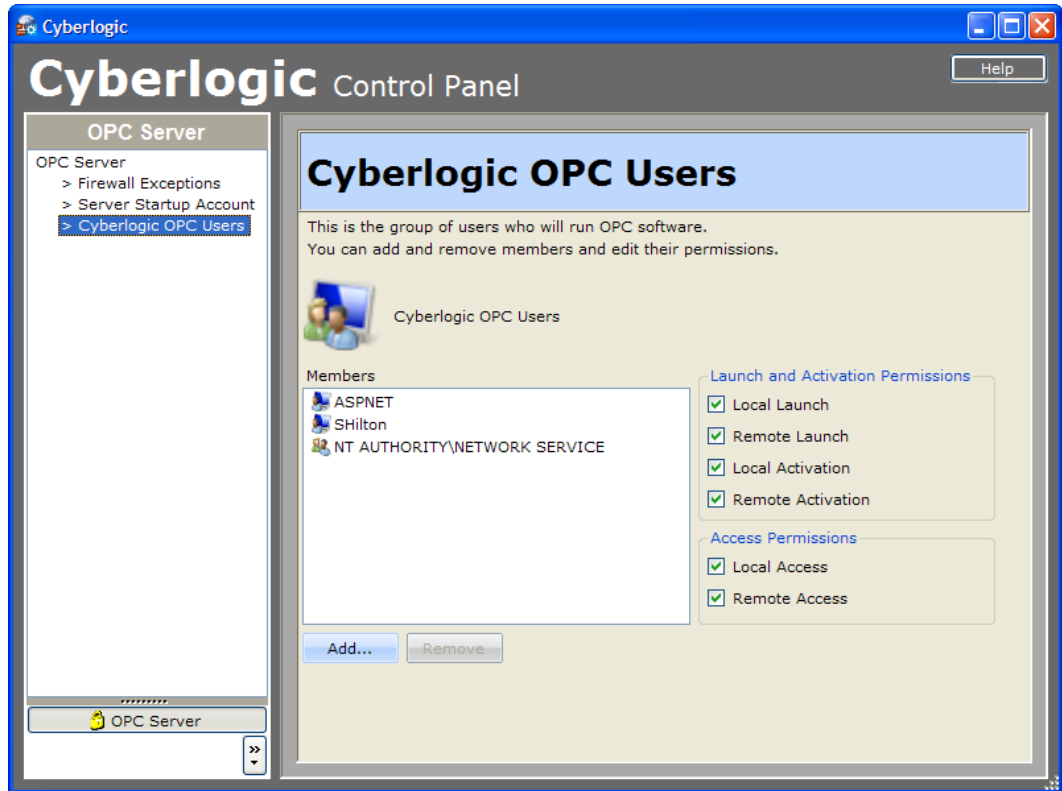 Cyberlogic
Cyberlogic Control Panel
Help
OPC Server
OPC Server
> Firewall Exceptions
> Server Startup Account
> Cyberlogic OPC Users
OPC Server
Cyberlogic OPC Users
This is the group of users who will run OPC software.
You can add and remove members and edit their permissions.
Cyberlogic OPC Users
Members
ASPNET
SHilton
NT AUTHORITY\NETWORK SERVICE
Add...
Remove
Launch and Activation Permissions
Local Launch
Remote Launch
Local Activation
Remote Activation
Access Permissions
Local Access
Remote Access